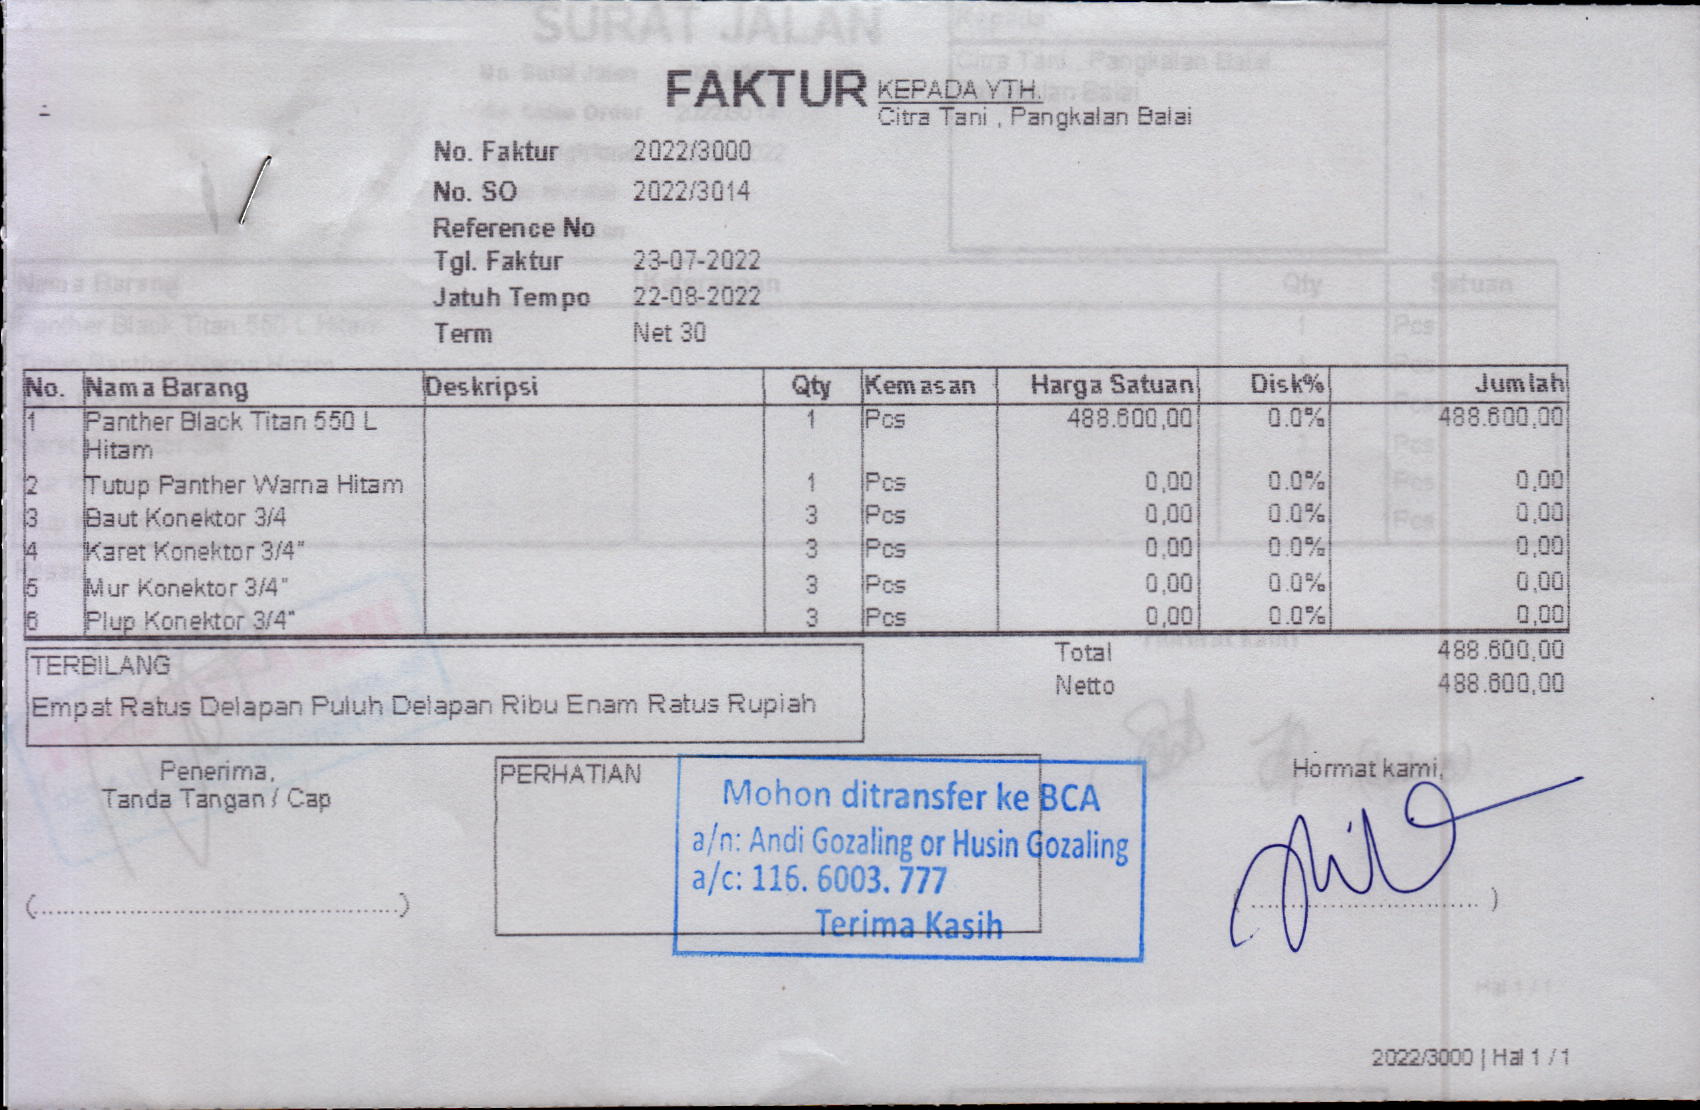 FAKTUR
KEPADA YTH.
Citra Tani , Pangkalan Balai
No. Faktur 2022/3000
No. SO 2022/3014
Reference No
Tgl. Faktur 23-07-2022
Jatuh Tempo 22-08-2022
Term Net 30
No. Nama Barang Deskripsi Qty Kemasan Harga Satuan Disk% Jumlah
1 Panther Black Titan 550 L 1 Pcs 488.600,00 0.0% 488.600,00
Hitam
2 Tutup Panther Warna Hitam 1 Pcs 0,00 0.0% 0,00
3 Baut Konektor 3/4 3 Pcs 0,00 0.0% 0,00
4 Karet Konektor 3/4" 3 Pcs 0,00 0.0% 0,00
5 Mur Konektor 3/4" 3 Pcs 0,00 0.0% 0,00
6 Plup Konektor 3/4" 3 Pcs 0,00 0.0% 0,00
Total 488.600,00
Netto 488.600,00
TERBILANG
Empat Ratus Delapan Puluh Delapan Ribu Enam Ratus Rupiah
Penerima,
Tanda Tangan / Cap
(................................................)
PERHATIAN
Mohon ditransfer ke BCA
a/n: Andi Gozaling or Husin Gozaling
a/c: 116. 6003. 777
Terima Kasih
Hormat kami,
(.............................. )
2022/3000 | Hal 1 / 1